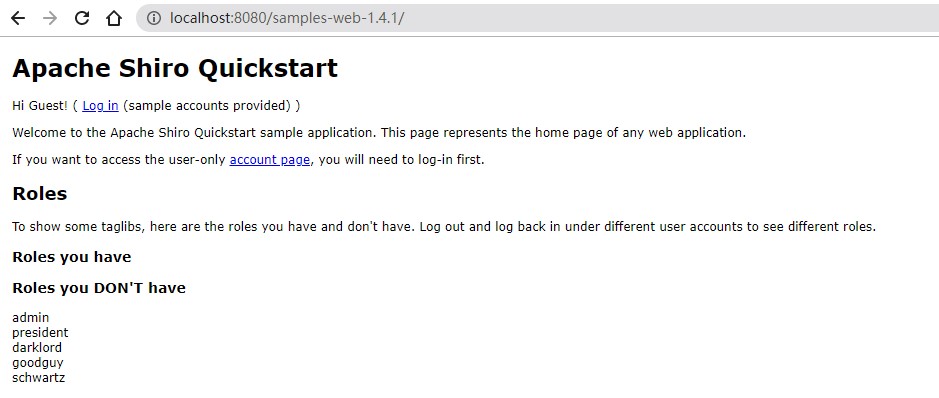 localhost:8080/samples-web-1.4.1/
Apache Shiro Quickstart
Hi Guest! ( Log in (sample accounts provided) )
Welcome to the Apache Shiro Quickstart sample application. This page represents the home page of any web application.
If you want to access the user-only account page, you will need to log-in first.
Roles
To show some taglibs, here are the roles you have and don't have. Log out and log back in under different user accounts to see different roles.
Roles you have
Roles you DON'T have
admin
president
darklord
goodguy
schwartz